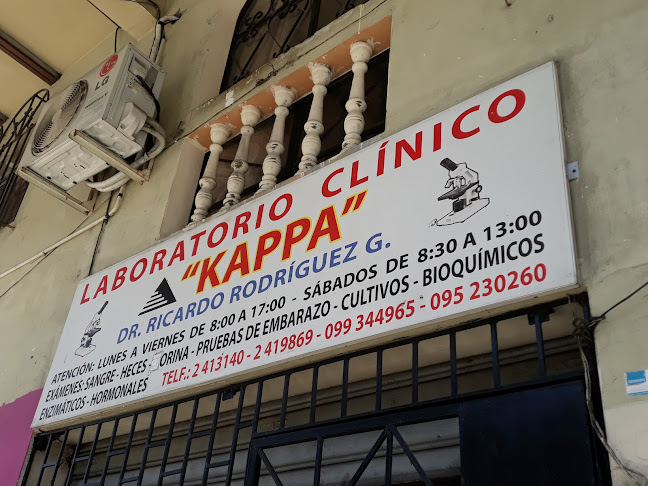 LG
LABORATORIO CLÍNICO
"KAPPA"
DR. RICARDO RODRÍGUEZ G.
ATENCIÓN: LUNES A VIERNES DE 8:00 A 17:00 - SÁBADOS DE 8:30 A 13:00
EXÁMENES: SANGRE - HECES - ORINA - PRUEBAS DE EMBARAZO - CULTIVOS - BIOQUÍMICOS
ENZIMÁTICOS - HORMONALES TELF.: 2 413140 - 2 419869 - 099 344965 - 095 230260